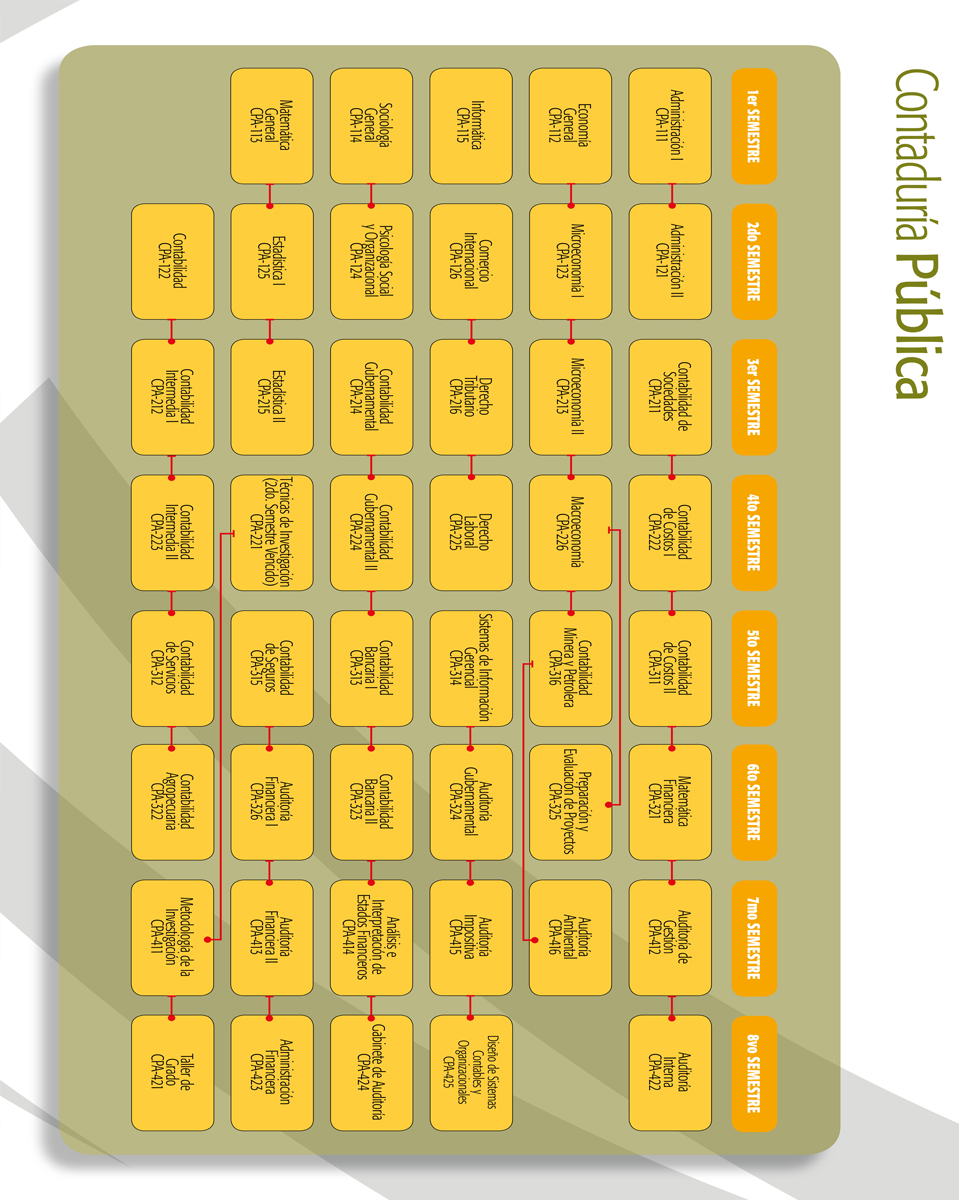 Contaduría Pública
1er SEMESTRE
Administración I
CPA-111
Economía
General
CPA-112
Informática
CPA-115
Sociología
General
CPA-114
Matemática
General
CPA-113
2do SEMESTRE
Administración II
CPA-121
Microeconomía I
CPA-123
Comercio
Internacional
CPA-126
Psicología Social
y Organizacional
CPA-124
Estadística I
CPA-125
Contabilidad
CPA-122
3er SEMESTRE
Contabilidad de
Sociedades
CPA-211
Microeconomía II
CPA-213
Derecho
Tributario
CPA-216
Contabilidad
Gubernamental
CPA-214
Estadística II
CPA-215
Contabilidad
Intermedia I
CPA-212
4to SEMESTRE
Contabilidad
de Costos I
CPA-222
Macroeconomía
CPA-226
Derecho
Laboral
CPA-225
Contabilidad
Gubernamental II
CPA-224
Técnicas de Investigación
(2do. Semestre Vencido)
CPA-221
Contabilidad
Intermedia II
CPA-223
5to SEMESTRE
Contabilidad
de Costos II
CPA-311
Contabilidad
Minera y Petrolera
CPA-316
Sistemas de Información
Gerencial
CPA-314
Contabilidad
Bancaria I
CPA-313
Contabilidad
de Seguros
CPA-315
Contabilidad
de Servicios
CPA-312
6to SEMESTRE
Matemática
Financiera
CPA-321
Preparación y
Evaluación de Proyectos
CPA-325
Auditoria
Gubernamental
CPA-324
Contabilidad
Bancaria II
CPA-323
Auditoria
Financiera I
CPA-326
Contabilidad
Agropecuaria
CPA-322
7mo SEMESTRE
Auditoria de
Gestión
CPA-412
Auditoria
Ambiental
CPA-416
Auditoria
Impositiva
CPA-415
Análisis e
Interpretación de
Estados Financieros
CPA-414
Auditoria
Financiera II
CPA-413
Metodología de la
Investigación
CPA-411
8vo SEMESTRE
Auditoria
Interna
CPA-422
Diseño de Sistemas
Contables y
Organizacionales
CPA-425
Gabinete de Auditoria
CPA-424
Administración
Financiera
CPA-423
Taller de
Grado
CPA-421